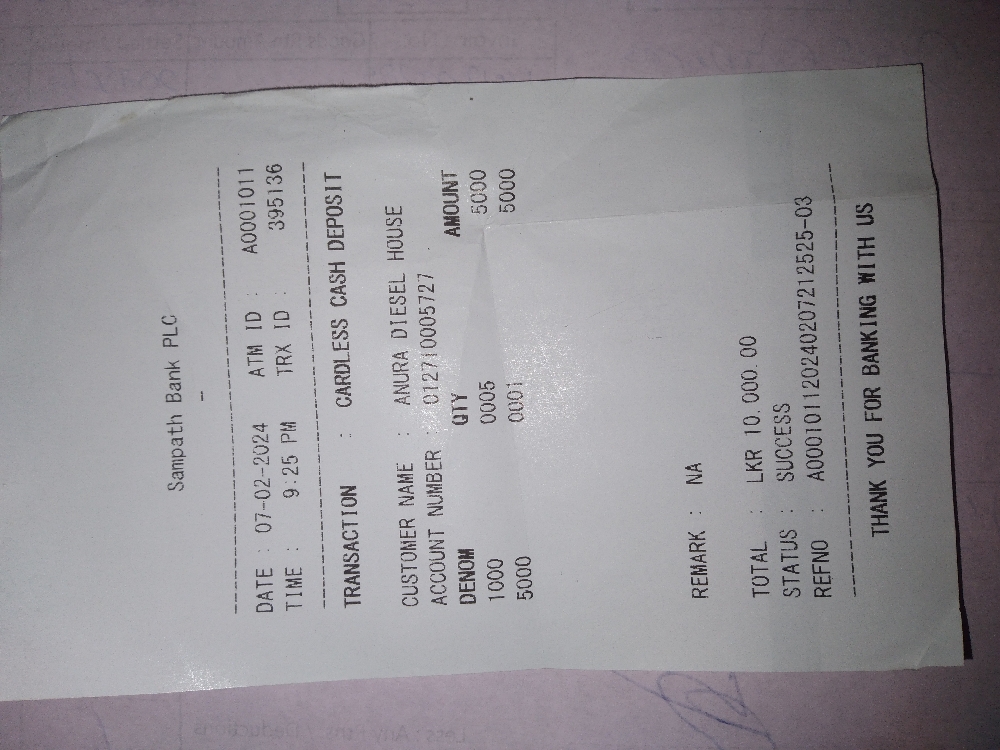 Sampath Bank PLC
DATE : 07-02-2024 ATM ID : A0001011
TIME : 9:25 PM TRX ID : 395136
TRANSACTION : CARDLESS CASH DEPOSIT
CUSTOMER NAME : ANURA DIESEL HOUSE
ACCOUNT NUMBER : 012710005727
DENOM QTY AMOUNT
1000 0005 5000
5000 0001 5000
REMARK : NA
TOTAL : LKR 10,000.00
STATUS : SUCCESS
REFNO : A000101120240207212525-03
THANK YOU FOR BANKING WITH US